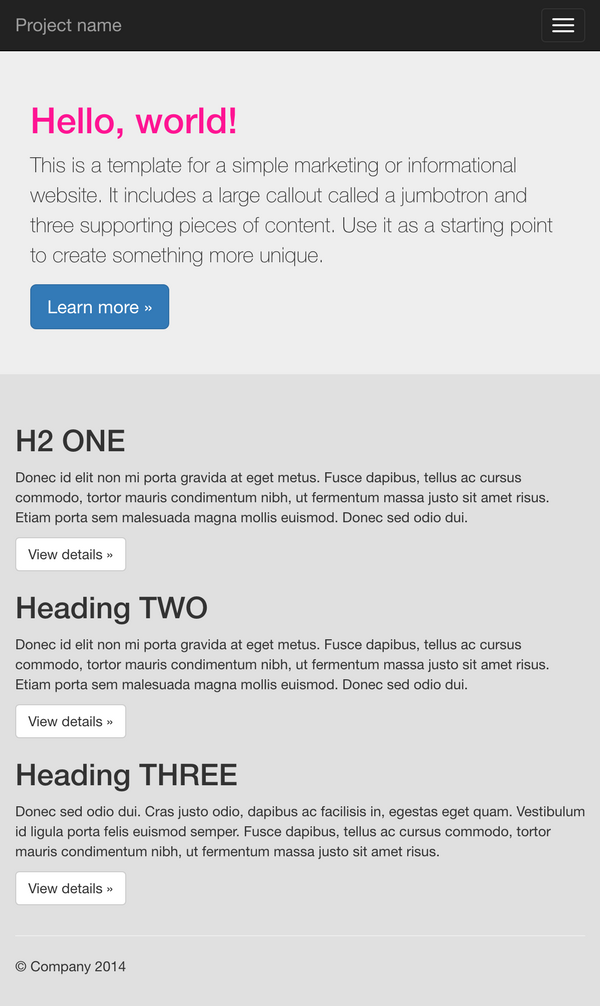 Project name
Hello, world!
This is a template for a simple marketing or informational
website. It includes a large callout called a jumbotron and
three supporting pieces of content. Use it as a starting point
to create something more unique.
Learn more »
H2 ONE
Donec id elit non mi porta gravida at eget metus. Fusce dapibus, tellus ac cursus
commodo, tortor mauris condimentum nibh, ut fermentum massa justo sit amet risus.
Etiam porta sem malesuada magna mollis euismod. Donec sed odio dui.
View details »
Heading TWO
Donec id elit non mi porta gravida at eget metus. Fusce dapibus, tellus ac cursus
commodo, tortor mauris condimentum nibh, ut fermentum massa justo sit amet risus.
Etiam porta sem malesuada magna mollis euismod. Donec sed odio dui.
View details »
Heading THREE
Donec sed odio dui. Cras justo odio, dapibus ac facilisis in, egestas eget quam. Vestibulum
id ligula porta felis euismod semper. Fusce dapibus, tellus ac cursus commodo, tortor
mauris condimentum nibh, ut fermentum massa justo sit amet risus.
View details »
© Company 2014